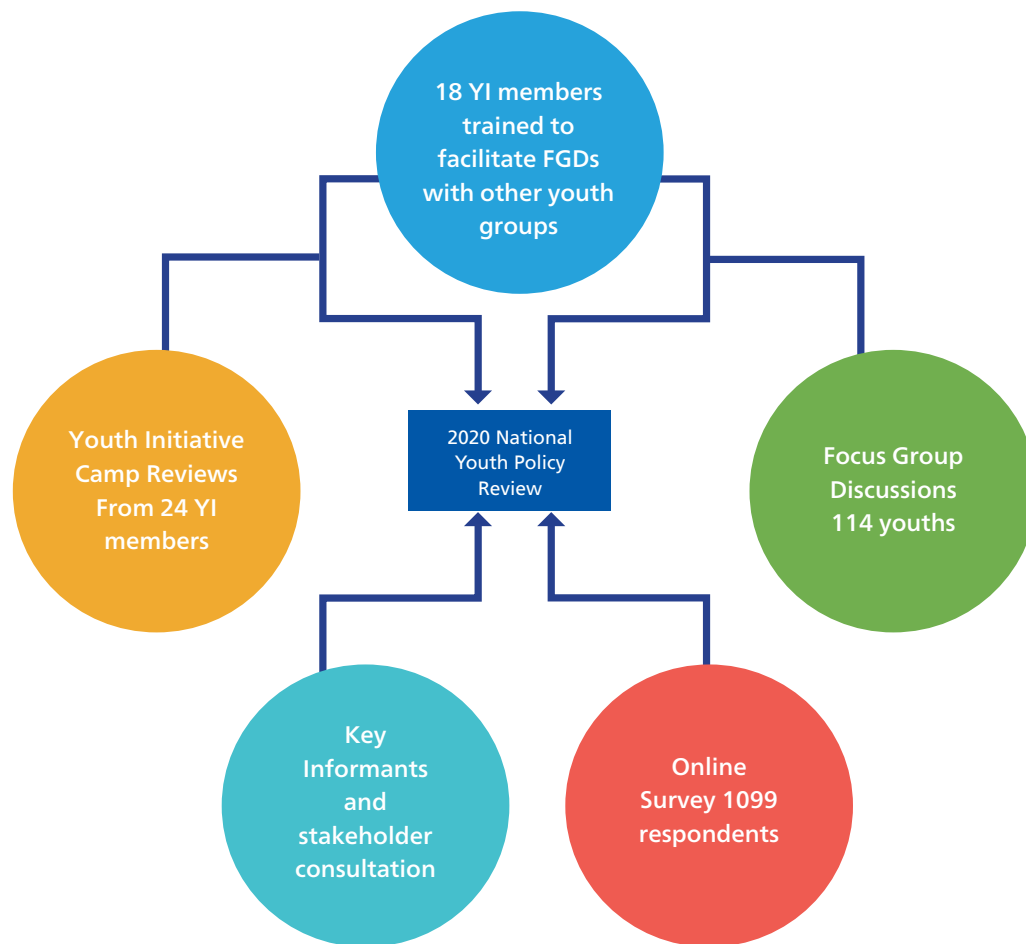 18 YI members
trained to
facilitate FGDs
with other youth
groups
Youth Initiative
Camp Reviews
From 24 YI
members
2020 National
Youth Policy
Review
Focus Group
Discussions
114 youths
Key
Informants
and
stakeholder
consultation
Online
Survey 1099
respondents